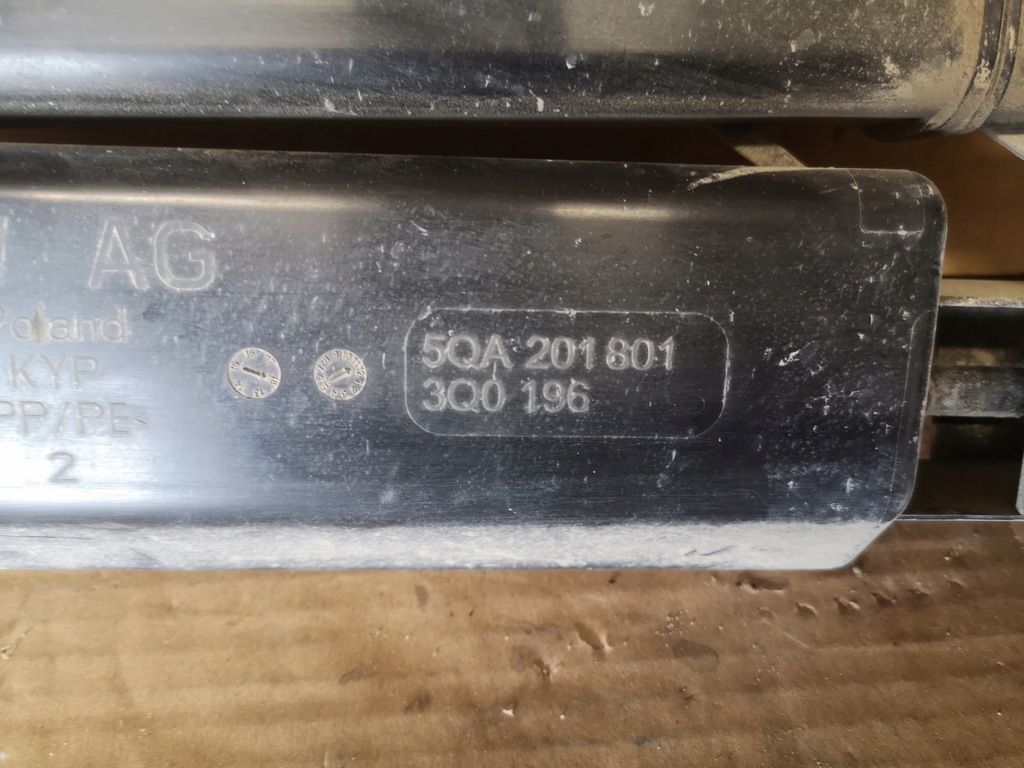 AG
Poland
KYP
PP/PE<
2
5QA 201 801
3Q0 196